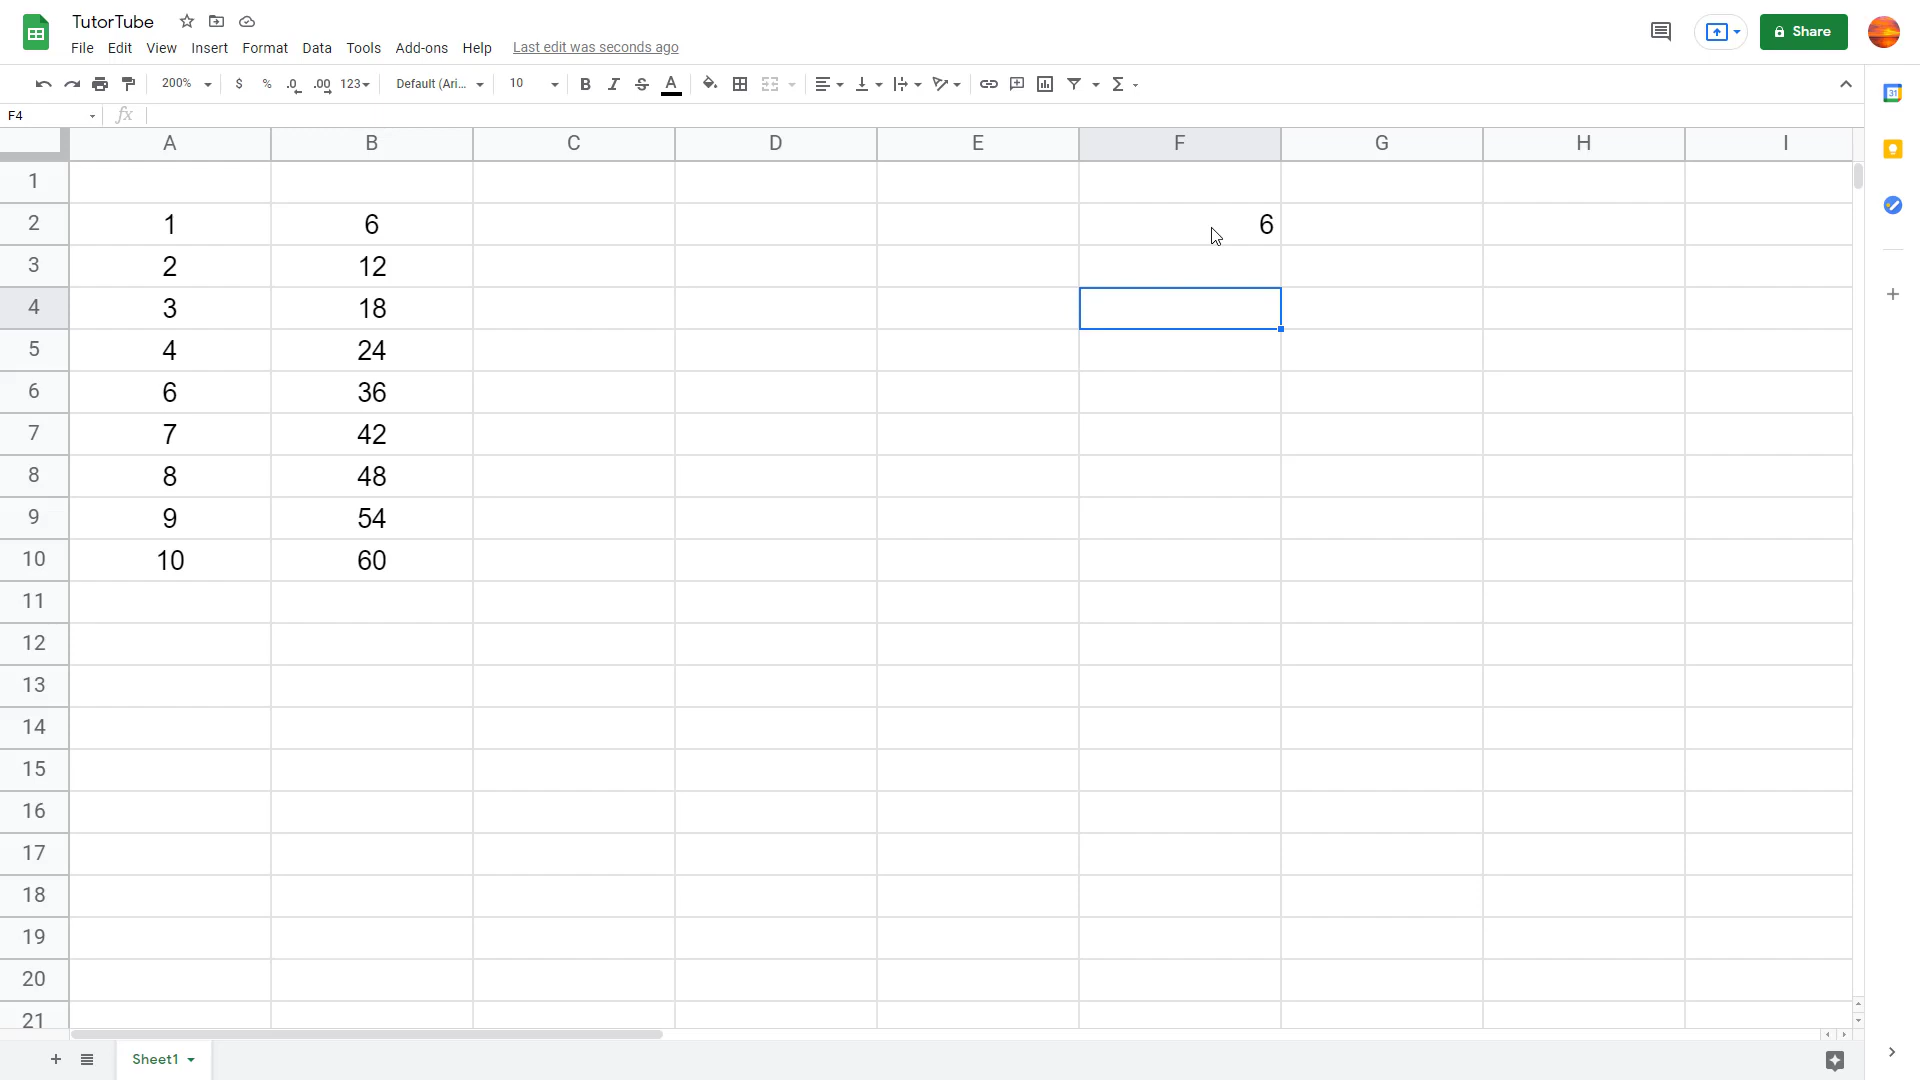 TutorTube
File Edit View Insert Format Data Tools Add-ons Help Last edit was seconds ago
Share
200% $ % .0 .00 123 Default (Ari... 10 B I S A Σ
31
F4 fx
A B C D E F G H I
1
2 1 6 6
3 2 12
4 3 18
5 4 24
6 6 36
7 7 42
8 8 48
9 9 54
10 10 60
11
12
13
14
15
16
17
18
19
20
21
Sheet1